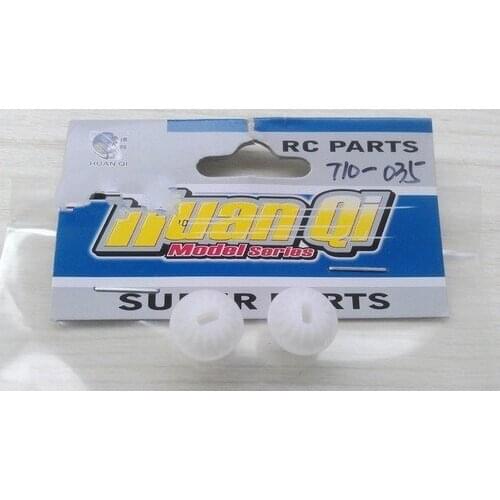 HUAN QI
RC PARTS
710-035
Huan Qi
Model Series
SUPER PARTS